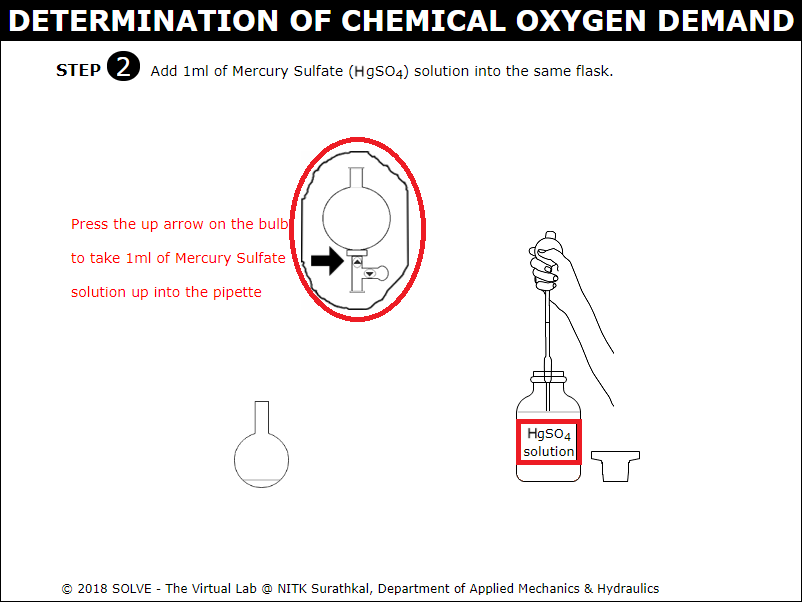 DETERMINATION OF CHEMICAL OXYGEN DEMAND
STEP 2 Add 1ml of Mercury Sulfate (HgSO4) solution into the same flask.
Press the up arrow on the bulb
to take 1ml of Mercury Sulfate
solution up into the pipette
HgSO4
solution
© 2018 SOLVE - The Virtual Lab @ NITK Surathkal, Department of Applied Mechanics & Hydraulics